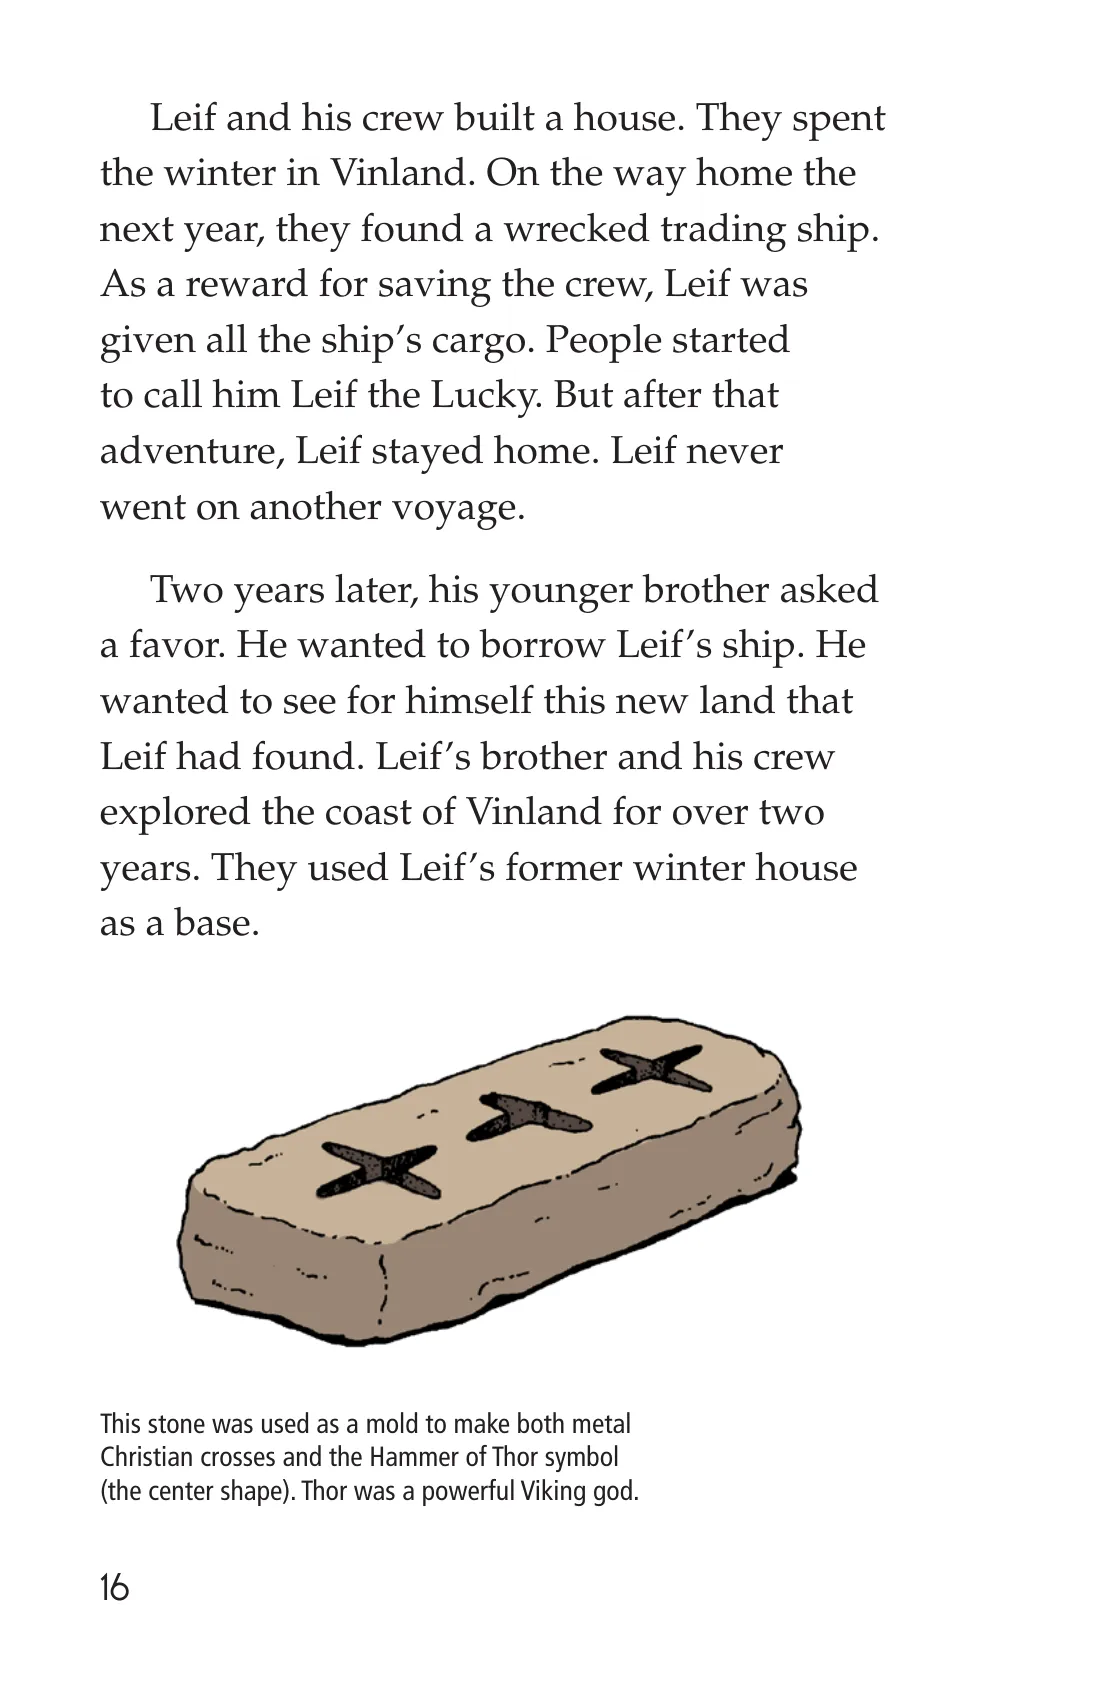 Leif and his crew built a house. They spent
the winter in Vinland. On the way home the
next year, they found a wrecked trading ship.
As a reward for saving the crew, Leif was
given all the ship’s cargo. People started
to call him Leif the Lucky. But after that
adventure, Leif stayed home. Leif never
went on another voyage.
Two years later, his younger brother asked
a favor. He wanted to borrow Leif’s ship. He
wanted to see for himself this new land that
Leif had found. Leif’s brother and his crew
explored the coast of Vinland for over two
years. They used Leif’s former winter house
as a base.
This stone was used as a mold to make both metal
Christian crosses and the Hammer of Thor symbol
(the center shape). Thor was a powerful Viking god.
16